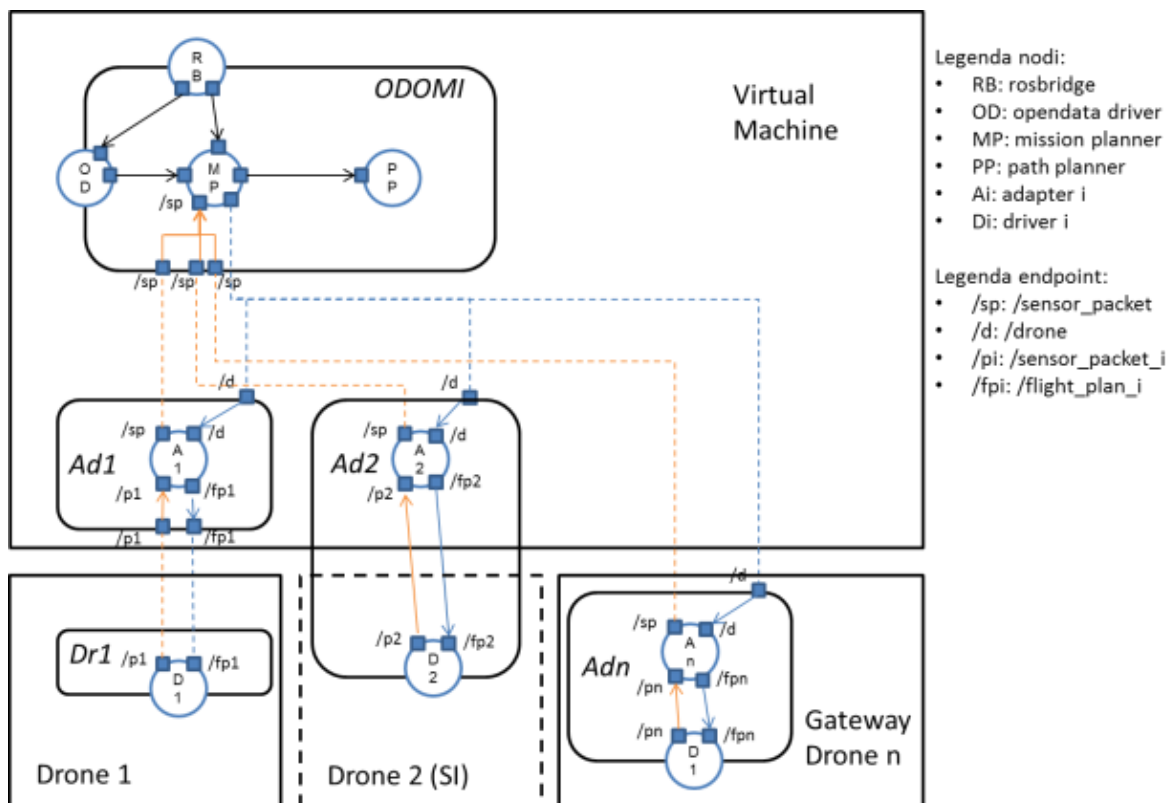 R
B
ODOMI
Virtual
Machine
O
D
M
P
P
P
/sp
/sp
/sp
/sp
/d
/d
/sp
/d
A
1
Ad1
/p1
/fp1
/p1
/fp1
/sp
/d
A
2
Ad2
/p2
/fp2
/d
Dr1
/p1
/fp1
D
1
Drone 1
/p2
/fp2
D
2
Drone 2 (SI)
/sp
/d
A
n
Adn
/pn
/fpn
/pn
/fpn
D
1
Gateway
Drone n
Legenda nodi:
• RB: rosbridge
• OD: opendata driver
• MP: mission planner
• PP: path planner
• Ai: adapter i
• Di: driver i
Legenda endpoint:
• /sp: /sensor_packet
• /d: /drone
• /pi: /sensor_packet_i
• /fpi: /flight_plan_i